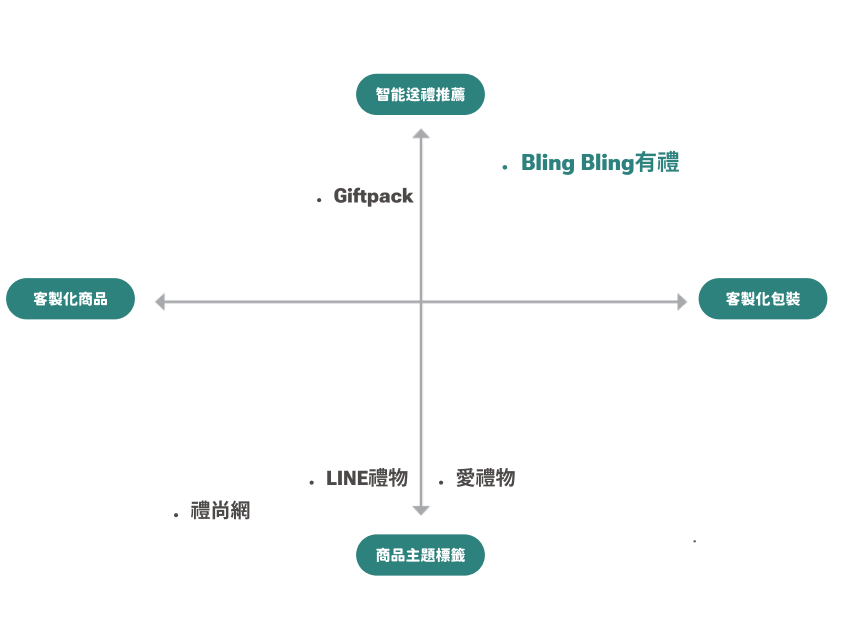 智能送禮推薦
• Bling Bling有禮
• Giftpack
客製化商品
客製化包裝
• LINE禮物
• 愛禮物
• 禮尚網
商品主題標籤